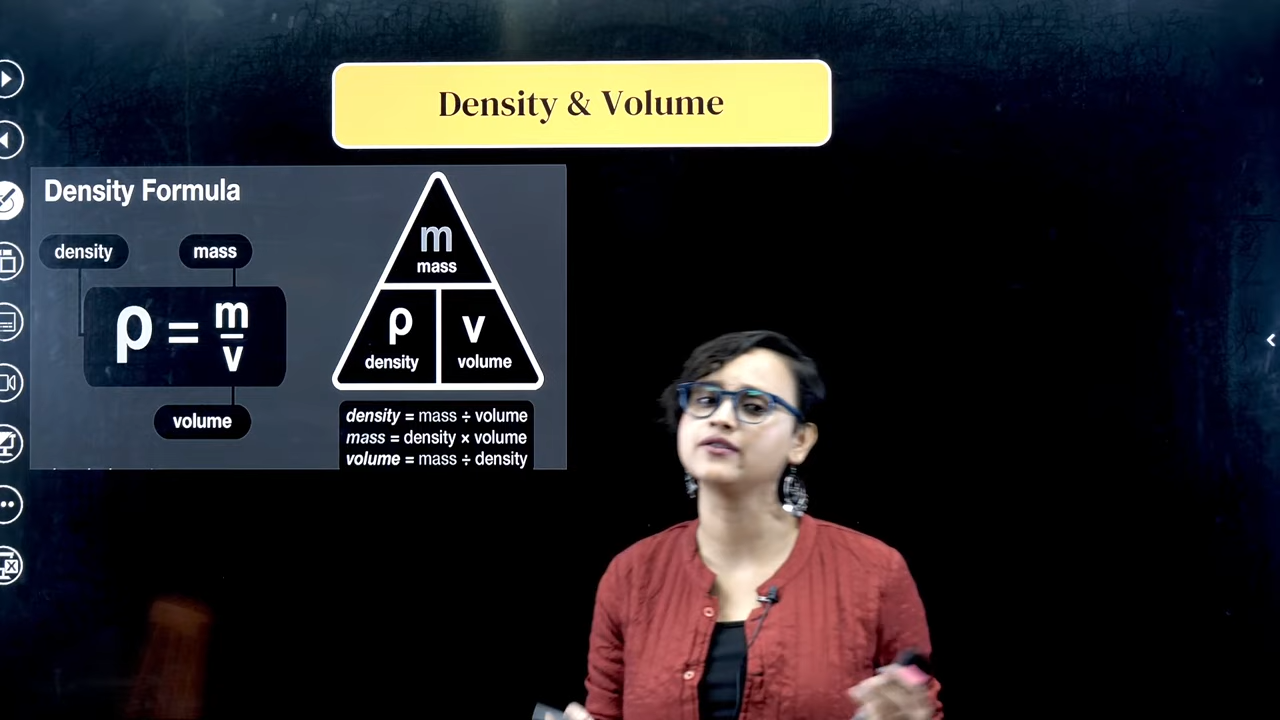 Density & Volume
Density Formula
density
mass
ρ = m
v
volume
m
mass
ρ
density
v
volume
density = mass ÷ volume
mass = density × volume
volume = mass ÷ density